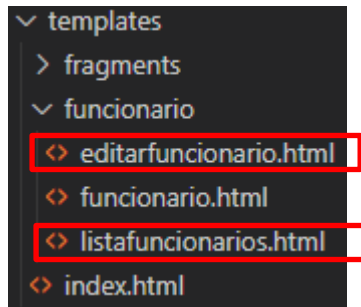 templates
fragments
funcionario
editarfuncionario.html
funcionario.html
listafuncionarios.html
index.html